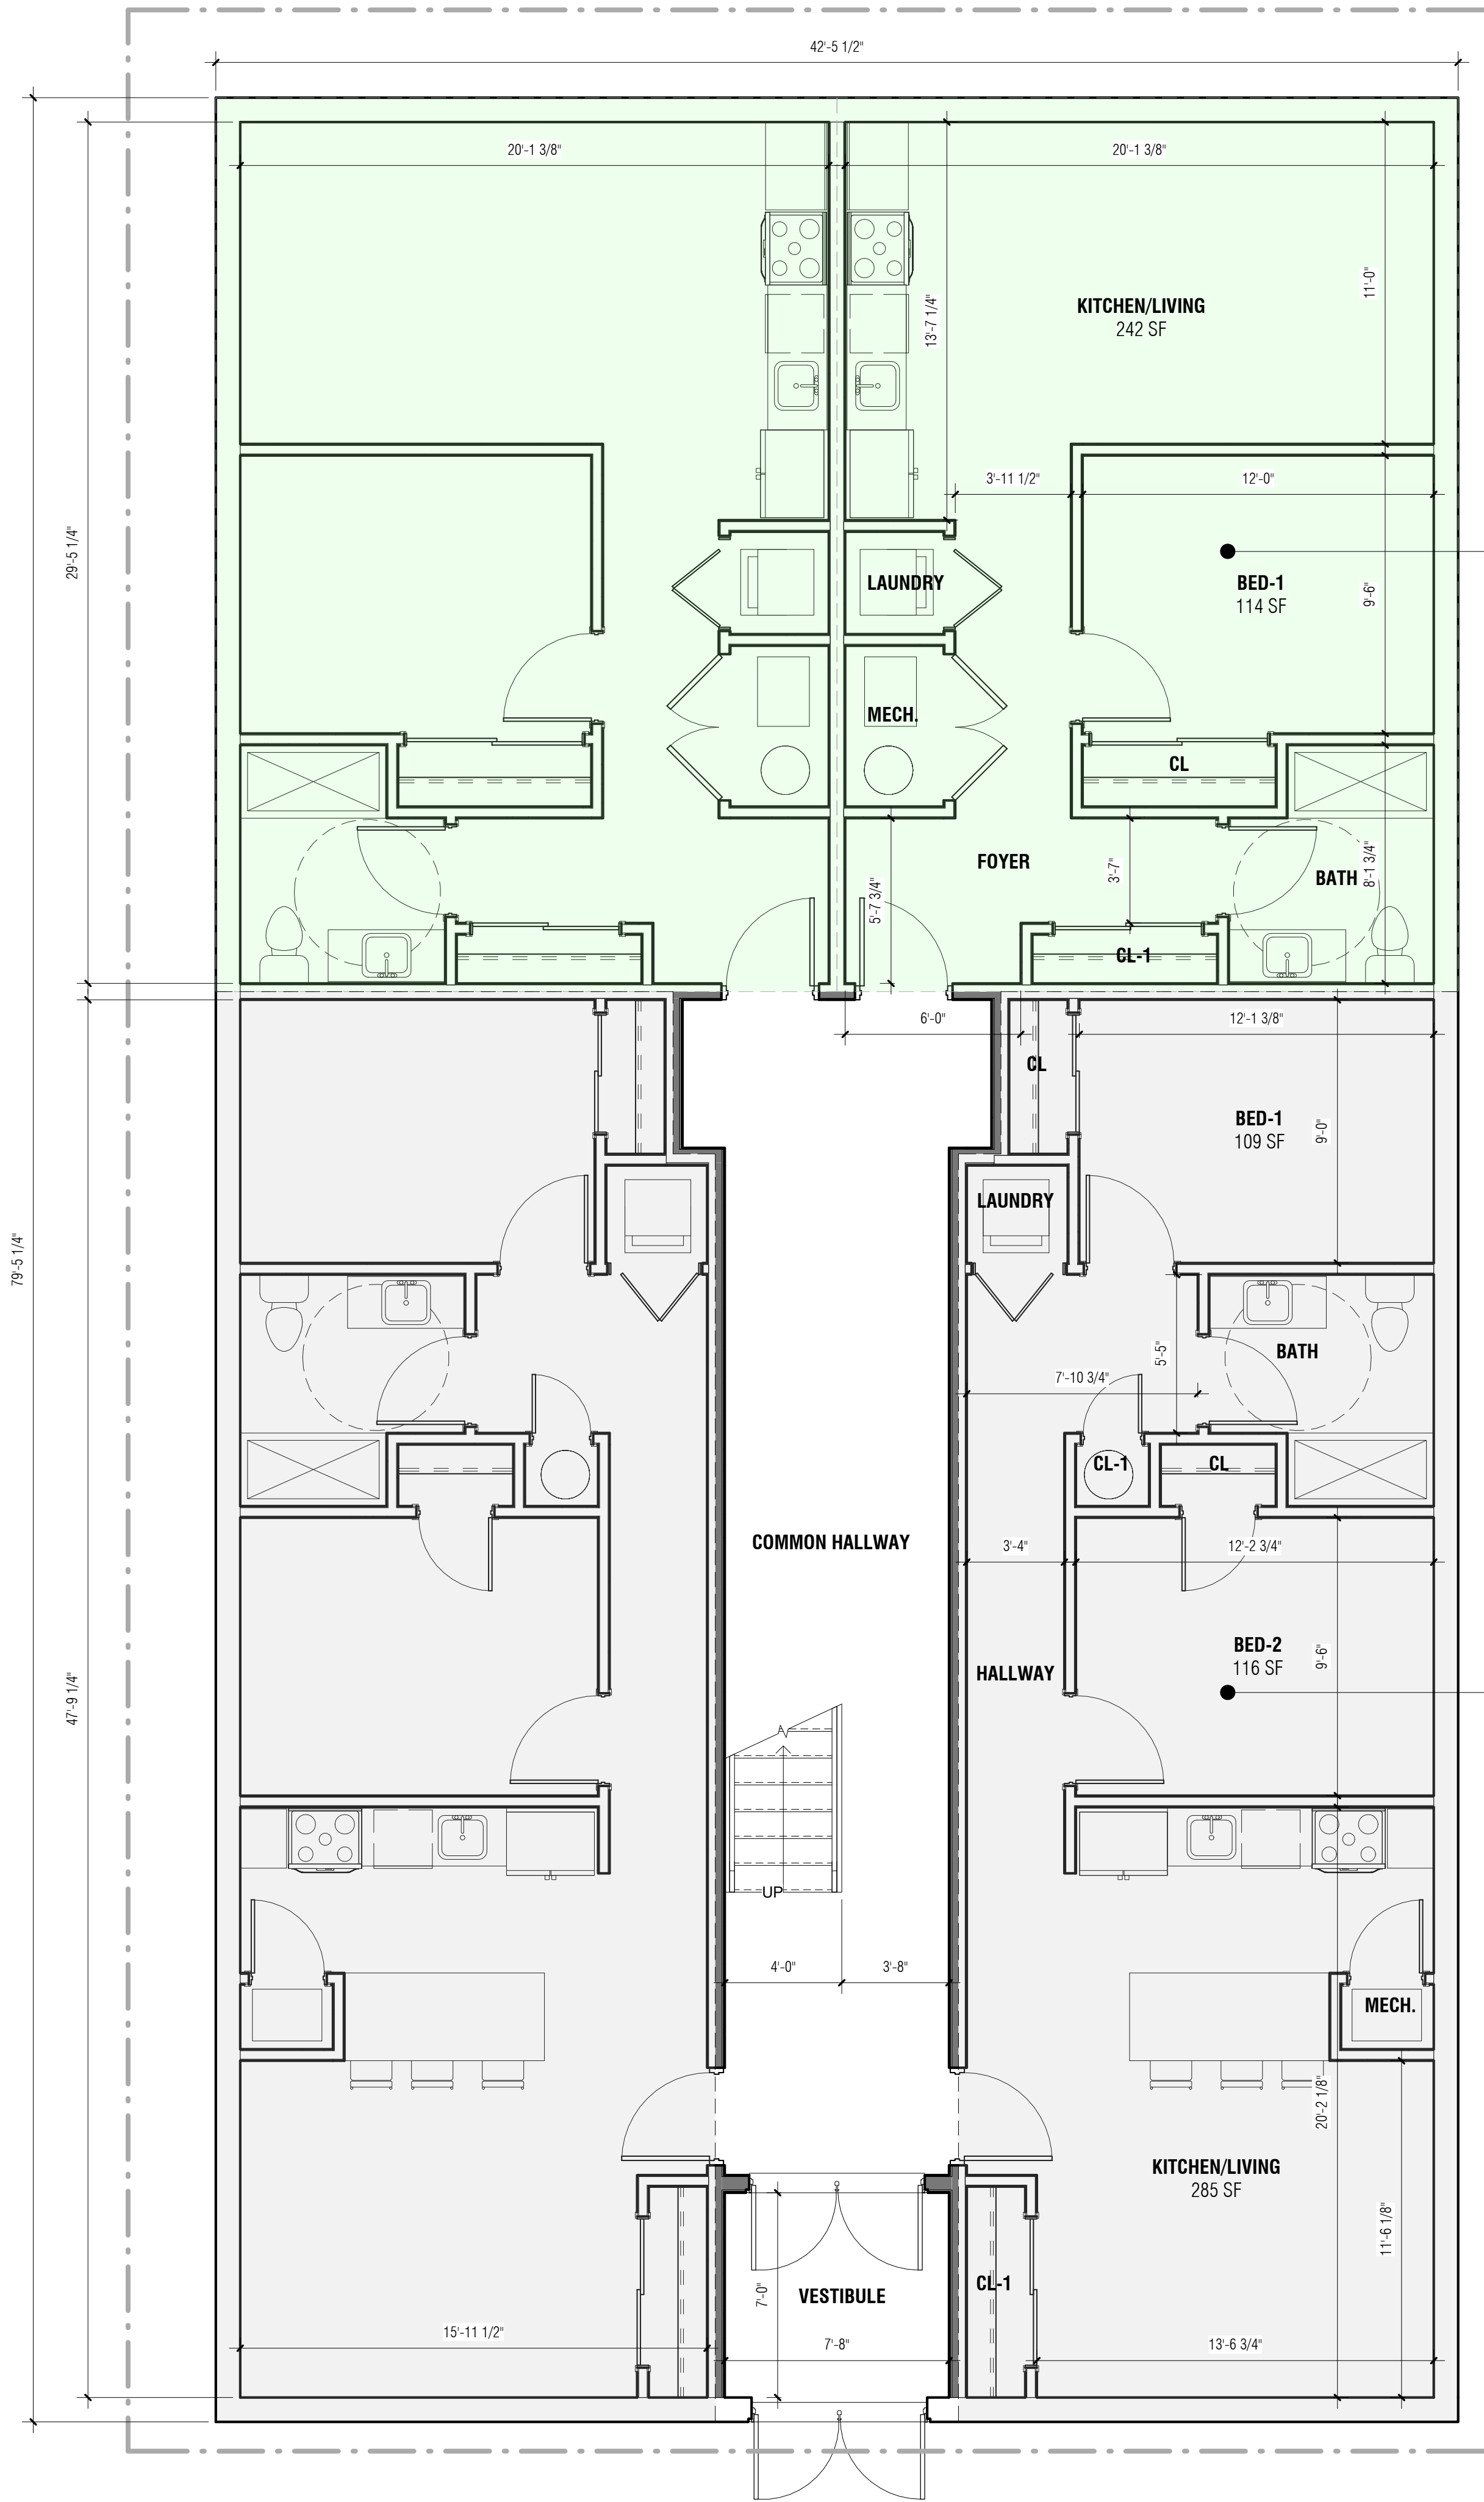 42'-5 1/2"
20'-1 3/8"
20'-1 3/8"
11'-0"
13'-7 1/4"
KITCHEN/LIVING
242 SF
3'-11 1/2"
12'-0"
29'-5 1/4"
LAUNDRY
BED-1
114 SF
9'-6"
MECH.
CL
FOYER
3'-7"
BATH
8'-1 3/4"
5'-7 3/4"
CL-1
6'-0"
12'-1 3/8"
CL
BED-1
109 SF
9'-0"
LAUNDRY
79'-5 1/4"
BATH
5'-5"
7'-10 3/4"
CL-1
CL
COMMON HALLWAY
3'-4"
12'-2 3/4"
BED-2
116 SF
9'-6"
HALLWAY
47'-9 1/4"
UP
4'-0"
3'-8"
MECH.
20'-2 1/8"
KITCHEN/LIVING
285 SF
11'-6 1/8"
CL-1
VESTIBULE
7'-0"
15'-11 1/2"
7'-8"
13'-6 3/4"